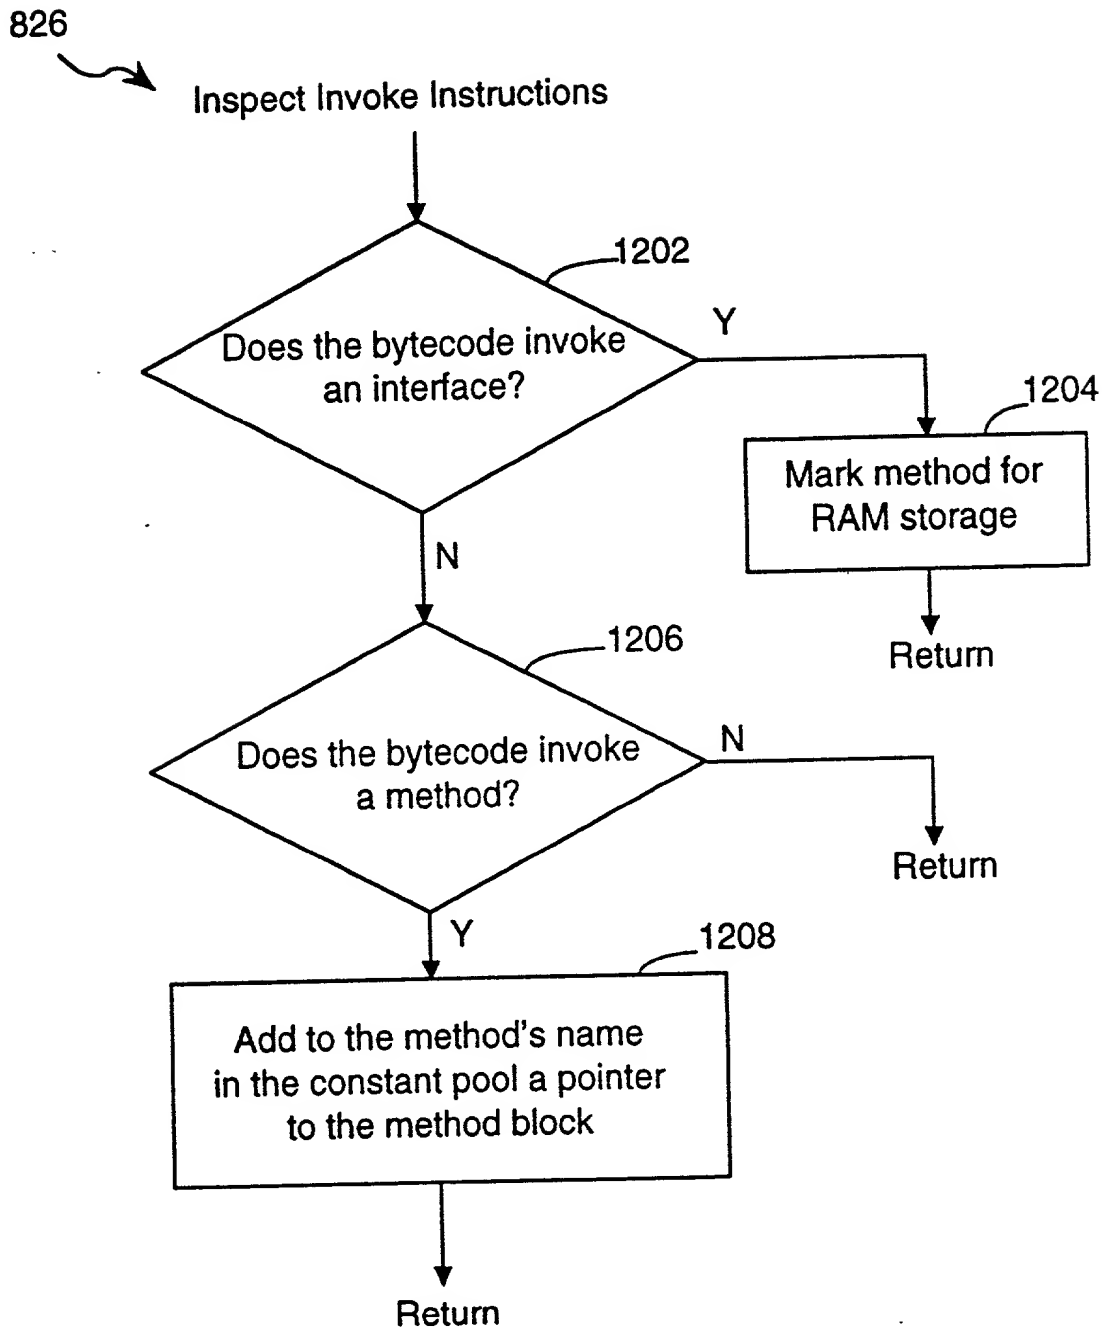 826
Inspect Invoke Instructions
1202
Does the bytecode invoke
an interface?
Y
1204
Mark method for
RAM storage
Return
N
1206
Does the bytecode invoke
a method?
N
Return
Y
1208
Add to the method's name
in the constant pool a pointer
to the method block
Return